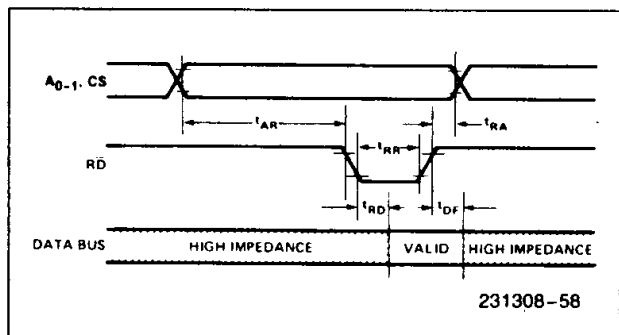 A0-1, CS
tAR
tRA
tRR
RD
tRD
tDF
DATA BUS HIGH IMPEDANCE VALID HIGH IMPEDANCE
231308-58